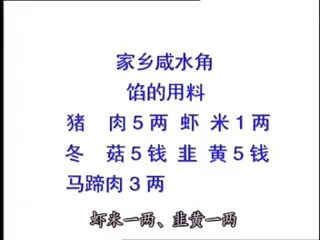 家乡咸水角
馅的用料
猪 肉5两 虾 米1两
冬 菇5钱 韭 黄5钱
马蹄肉3两
虾米一两、韭黄一两